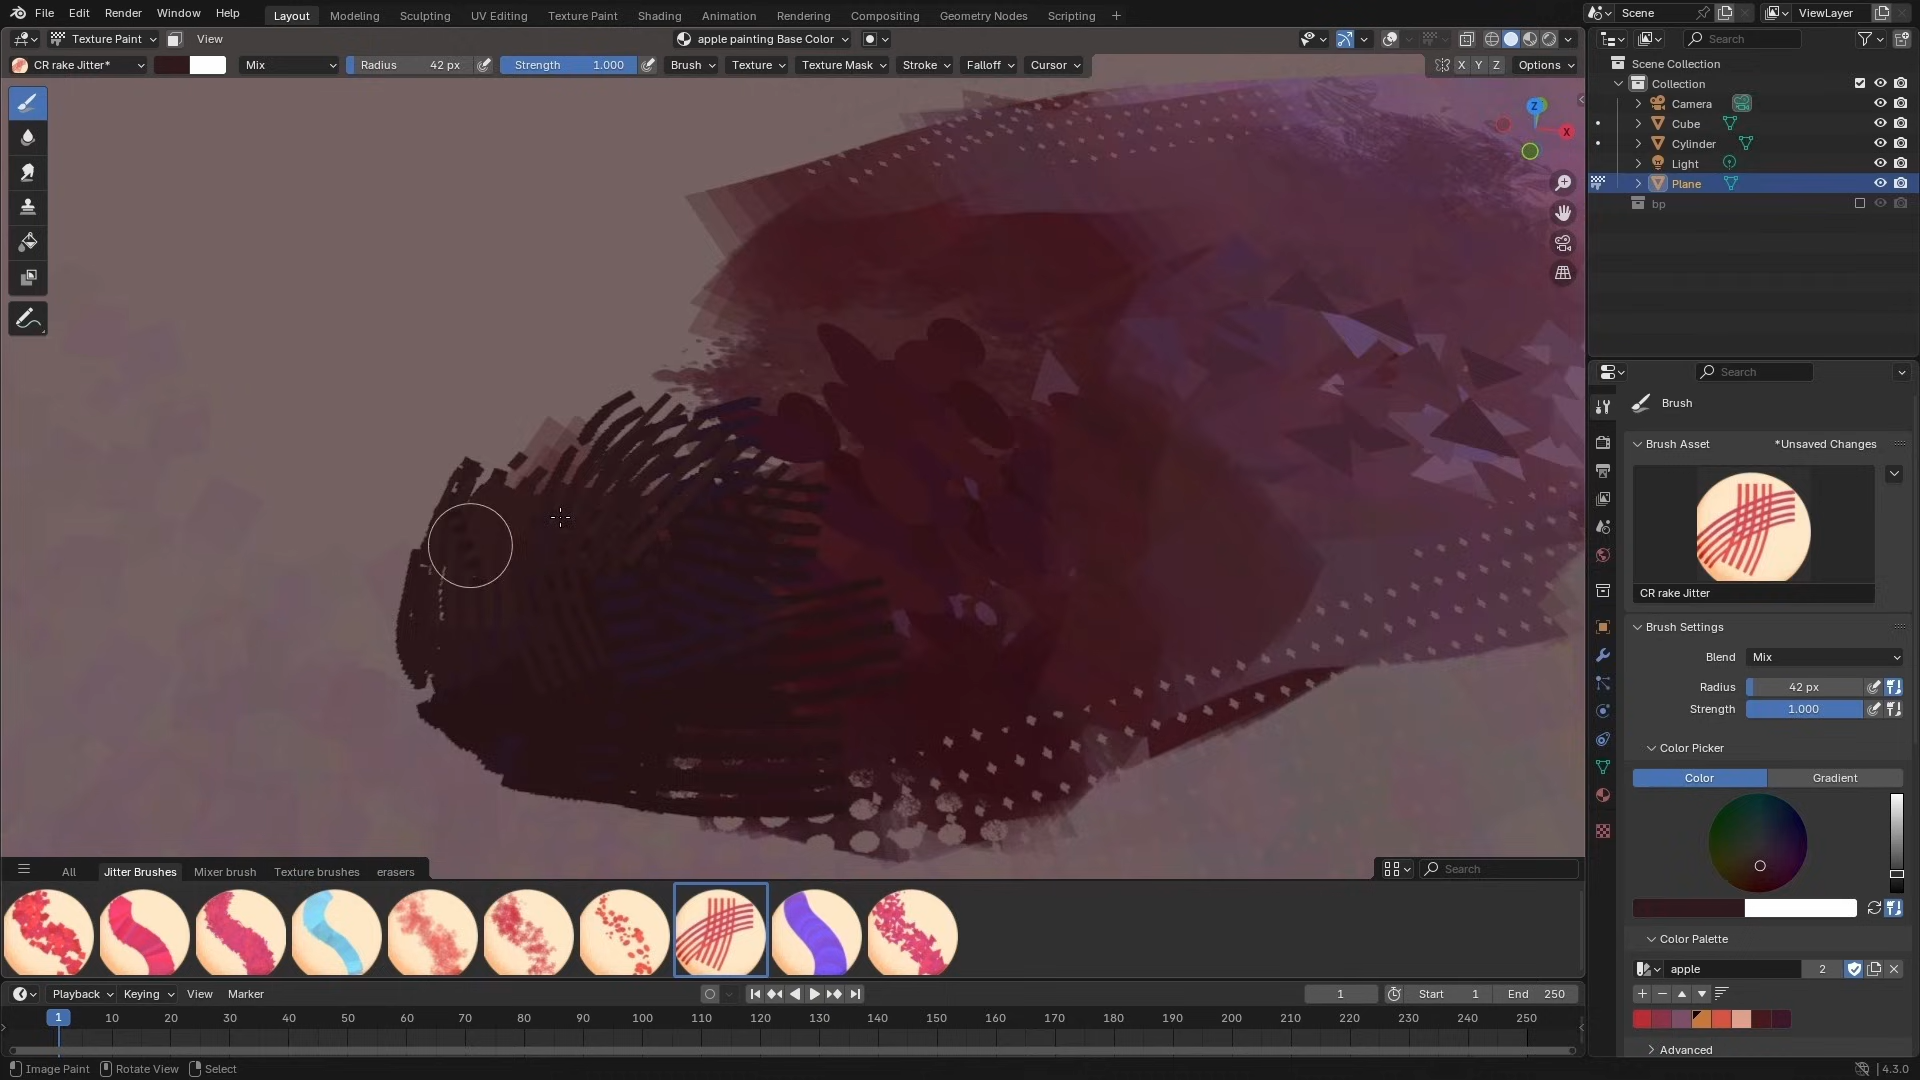 File Edit Render Window Help Layout Modeling Sculpting UV Editing Texture Paint Shading Animation Rendering Compositing Geometry Nodes Scripting + Scene ViewLayer
Texture Paint View apple painting Base Color Search
CR rake Jitter* Mix Radius 42 px Strength 1.000 Brush Texture Texture Mask Stroke Falloff Cursor X Y Z Options
Scene Collection
Collection
Camera
Cube
Cylinder
Light
Plane
bp
Z
X
Search
Brush
Brush Asset *Unsaved Changes
CR rake Jitter
Brush Settings
Blend Mix
Radius 42 px
Strength 1.000
Color Picker
Color Gradient
Color Palette
apple 2
Advanced
All Jitter Brushes Mixer brush Texture brushes erasers Search
Playback Keying View Marker 1 Start 1 End 250
1 10 20 30 40 50 60 70 80 90 100 110 120 130 140 150 160 170 180 190 200 210 220 230 240 250
Image Paint Rotate View Select 4.3.0